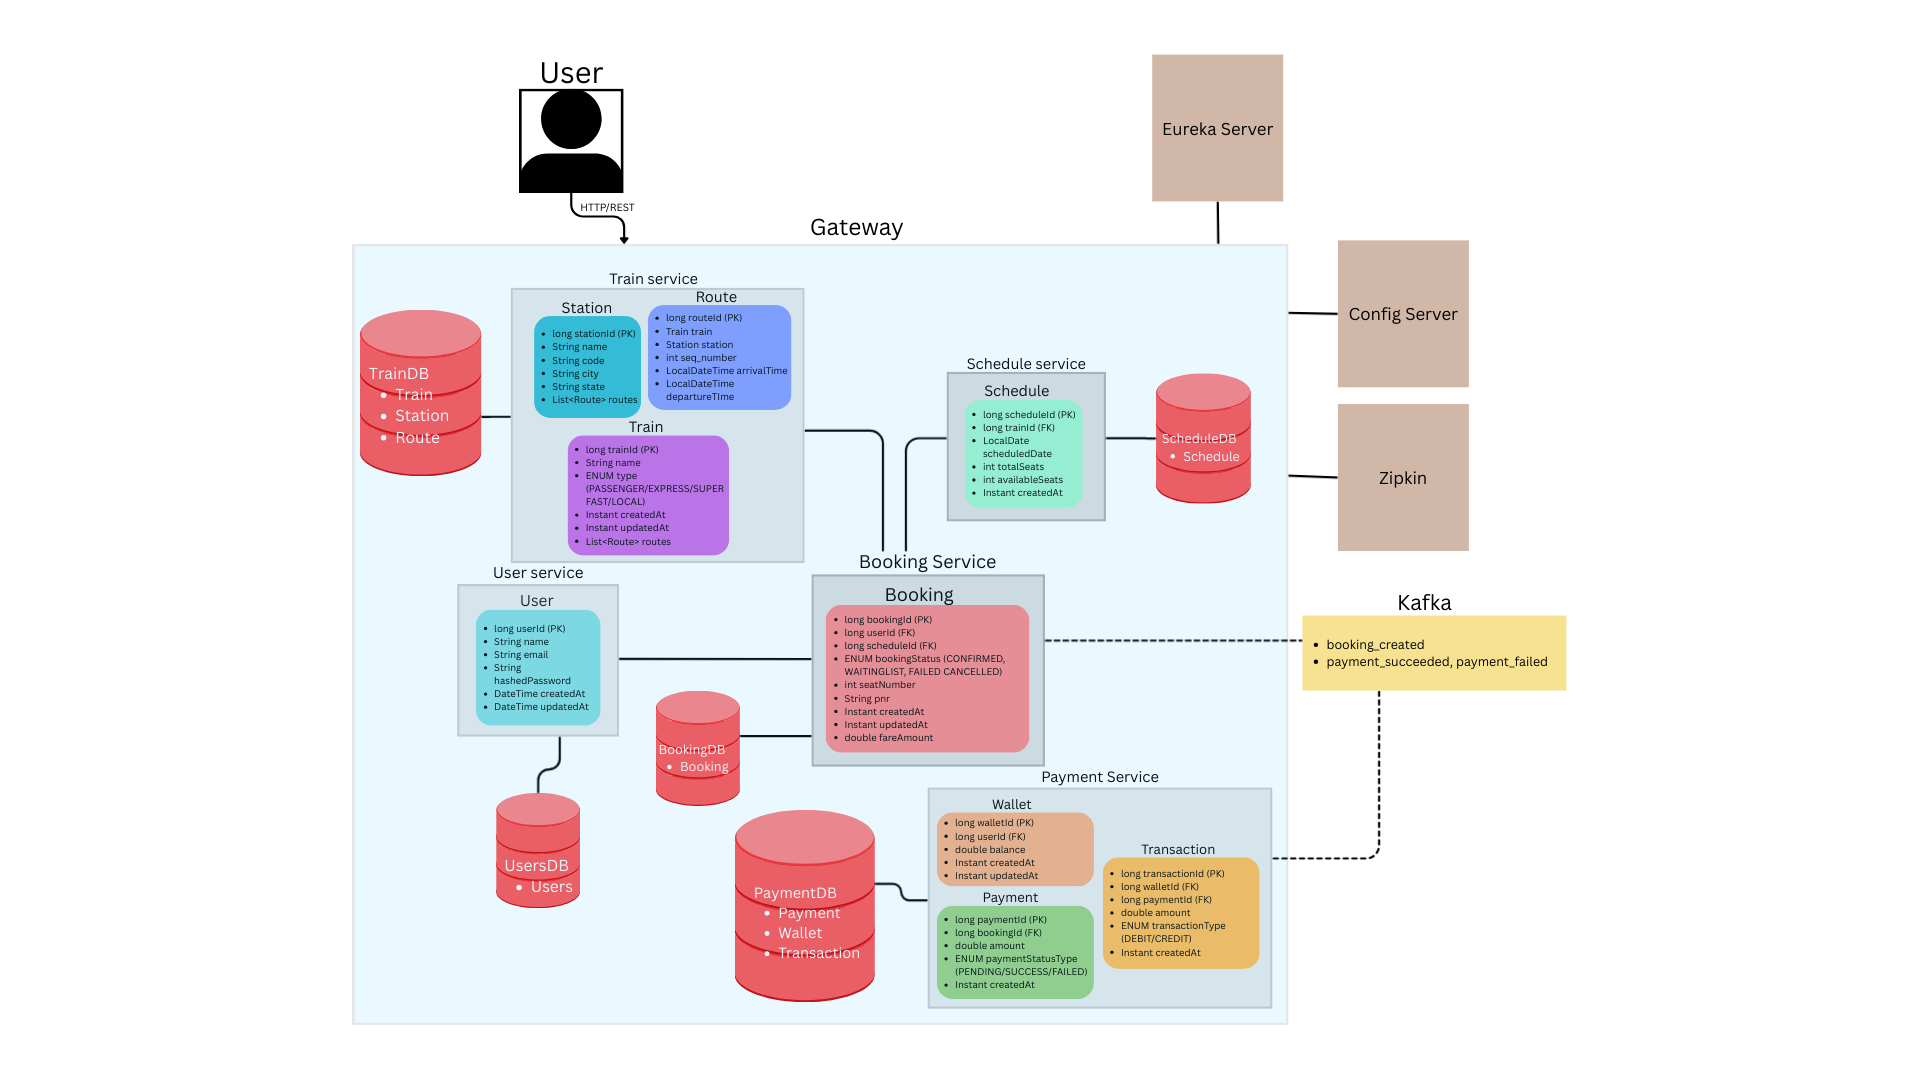 User
HTTP/REST
Eureka Server
Gateway
Config Server
Zipkin
Train service
Station
• long stationId (PK)
• String name
• String code
• String city
• String state
• List<Route> routes
Route
• long routeId (PK)
• Train train
• Station station
• int seq_number
• LocalDateTime arrivalTime
• LocalDateTime
departureTIme
Train
• long trainId (PK)
• String name
• ENUM type
(PASSENGER/EXPRESS/SUPER
FAST/LOCAL)
• Instant createdAt
• Instant updatedAt
• List<Route> routes
TrainDB
• Train
• Station
• Route
Schedule service
Schedule
• long scheduleId (PK)
• long trainId (FK)
• LocalDate
scheduledDate
• int totalSeats
• int availableSeats
• Instant createdAt
ScheduleDB
• Schedule
User service
User
• long userId (PK)
• String name
• String email
• String
hashedPassword
• DateTime createdAt
• DateTime updatedAt
UsersDB
• Users
Booking Service
Booking
• long bookingId (PK)
• long userId (FK)
• long scheduleId (FK)
• ENUM bookingStatus (CONFIRMED,
WAITINGLIST, FAILED CANCELLED)
• int seatNumber
• String pnr
• Instant createdAt
• Instant updatedAt
• double fareAmount
BookingDB
• Booking
Kafka
• booking_created
• payment_succeeded, payment_failed
Payment Service
Wallet
• long walletId (PK)
• long userId (FK)
• double balance
• Instant createdAt
• Instant updatedAt
Payment
• long paymentId (PK)
• long bookingId (FK)
• double amount
• ENUM paymentStatusType
(PENDING/SUCCESS/FAILED)
• Instant createdAt
Transaction
• long transactionId (PK)
• long walletId (FK)
• long paymentId (FK)
• double amount
• ENUM transactionType
(DEBIT/CREDIT)
• Instant createdAt
PaymentDB
• Payment
• Wallet
• Transaction